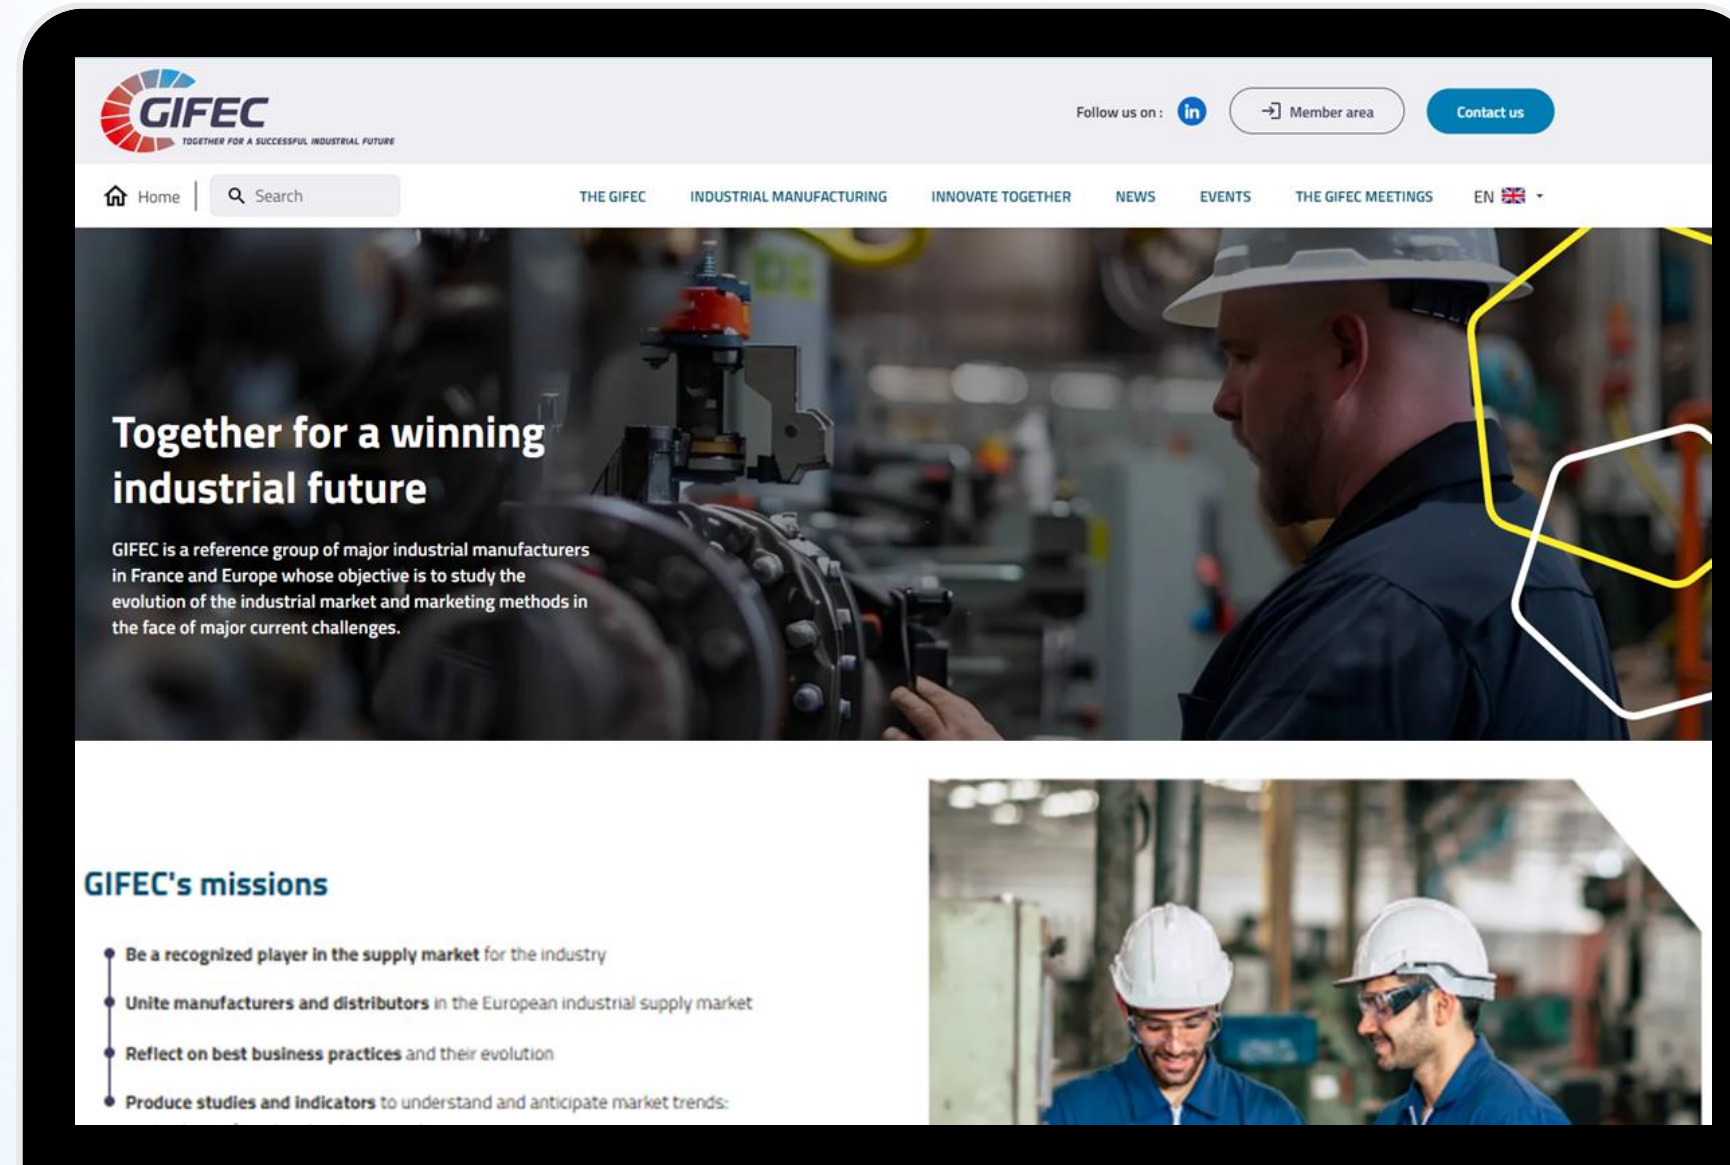 GIFEC
TOGETHER FOR A SUCCESSFUL INDUSTRIAL FUTURE
Follow us on :
in
Member area
Contact us
Home
Search
THE GIFEC
INDUSTRIAL MANUFACTURING
INNOVATE TOGETHER
NEWS
EVENTS
THE GIFEC MEETINGS
EN
Together for a winning
industrial future
GIFEC is a reference group of major industrial manufacturers
in France and Europe whose objective is to study the
evolution of the industrial market and marketing methods in
the face of major current challenges.
GIFEC's missions
Be a recognized player in the supply market for the industry
Unite manufacturers and distributors in the European industrial supply market
Reflect on best business practices and their evolution
Produce studies and indicators to understand and anticipate market trends: